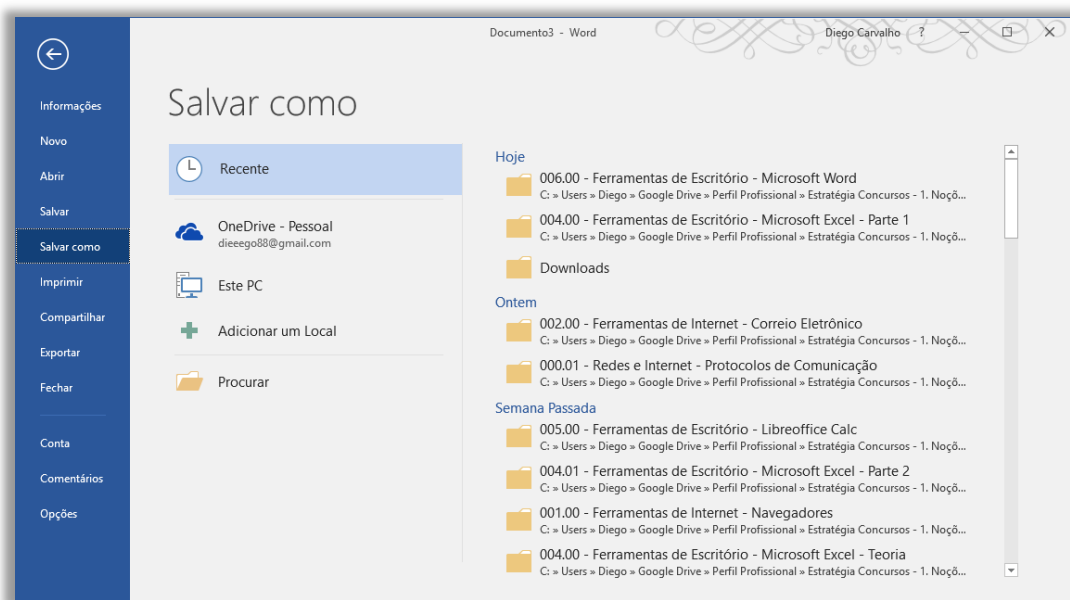 Documento3 - Word
Diego Carvalho
?
Informações
Novo
Abrir
Salvar
Salvar como
Imprimir
Compartilhar
Exportar
Fechar
Conta
Comentários
Opções
Salvar como
Recente
OneDrive - Pessoal
dieeego88@gmail.com
Este PC
Adicionar um Local
Procurar
Hoje
006.00 - Ferramentas de Escritório - Microsoft Word
C: » Users » Diego » Google Drive » Perfil Profissional » Estratégia Concursos - 1. Noçõ...
004.00 - Ferramentas de Escritório - Microsoft Excel - Parte 1
C: » Users » Diego » Google Drive » Perfil Profissional » Estratégia Concursos - 1. Noçõ...
Downloads
Ontem
002.00 - Ferramentas de Internet - Correio Eletrônico
C: » Users » Diego » Google Drive » Perfil Profissional » Estratégia Concursos - 1. Noçõ...
000.01 - Redes e Internet - Protocolos de Comunicação
C: » Users » Diego » Google Drive » Perfil Profissional » Estratégia Concursos - 1. Noçõ...
Semana Passada
005.00 - Ferramentas de Escritório - Libreoffice Calc
C: » Users » Diego » Google Drive » Perfil Profissional » Estratégia Concursos - 1. Noçõ...
004.01 - Ferramentas de Escritório - Microsoft Excel - Parte 2
C: » Users » Diego » Google Drive » Perfil Profissional » Estratégia Concursos - 1. Noçõ...
001.00 - Ferramentas de Internet - Navegadores
C: » Users » Diego » Google Drive » Perfil Profissional » Estratégia Concursos - 1. Noçõ...
004.00 - Ferramentas de Escritório - Microsoft Excel - Teoria
C: » Users » Diego » Google Drive » Perfil Profissional » Estratégia Concursos - 1. Noçõ...